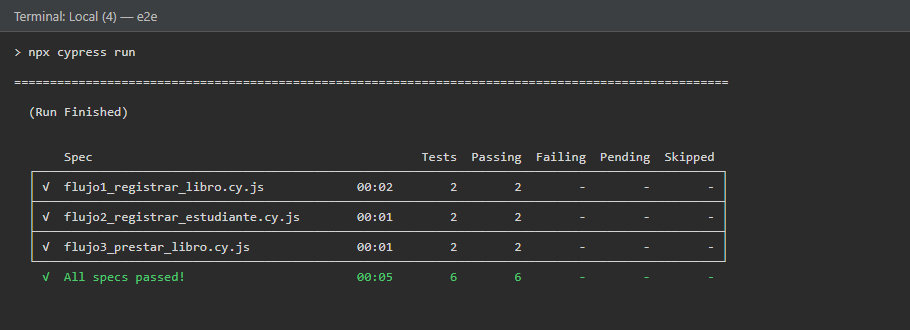 Terminal: Local (4) — e2e
> npx cypress run
====================================================================================================
(Run Finished)
Spec Tests Passing Failing Pending Skipped
√ flujo1_registrar_libro.cy.js 00:02 2 2 - - -
√ flujo2_registrar_estudiante.cy.js 00:01 2 2 - - -
√ flujo3_prestar_libro.cy.js 00:01 2 2 - - -
√ All specs passed! 00:05 6 6 - - -